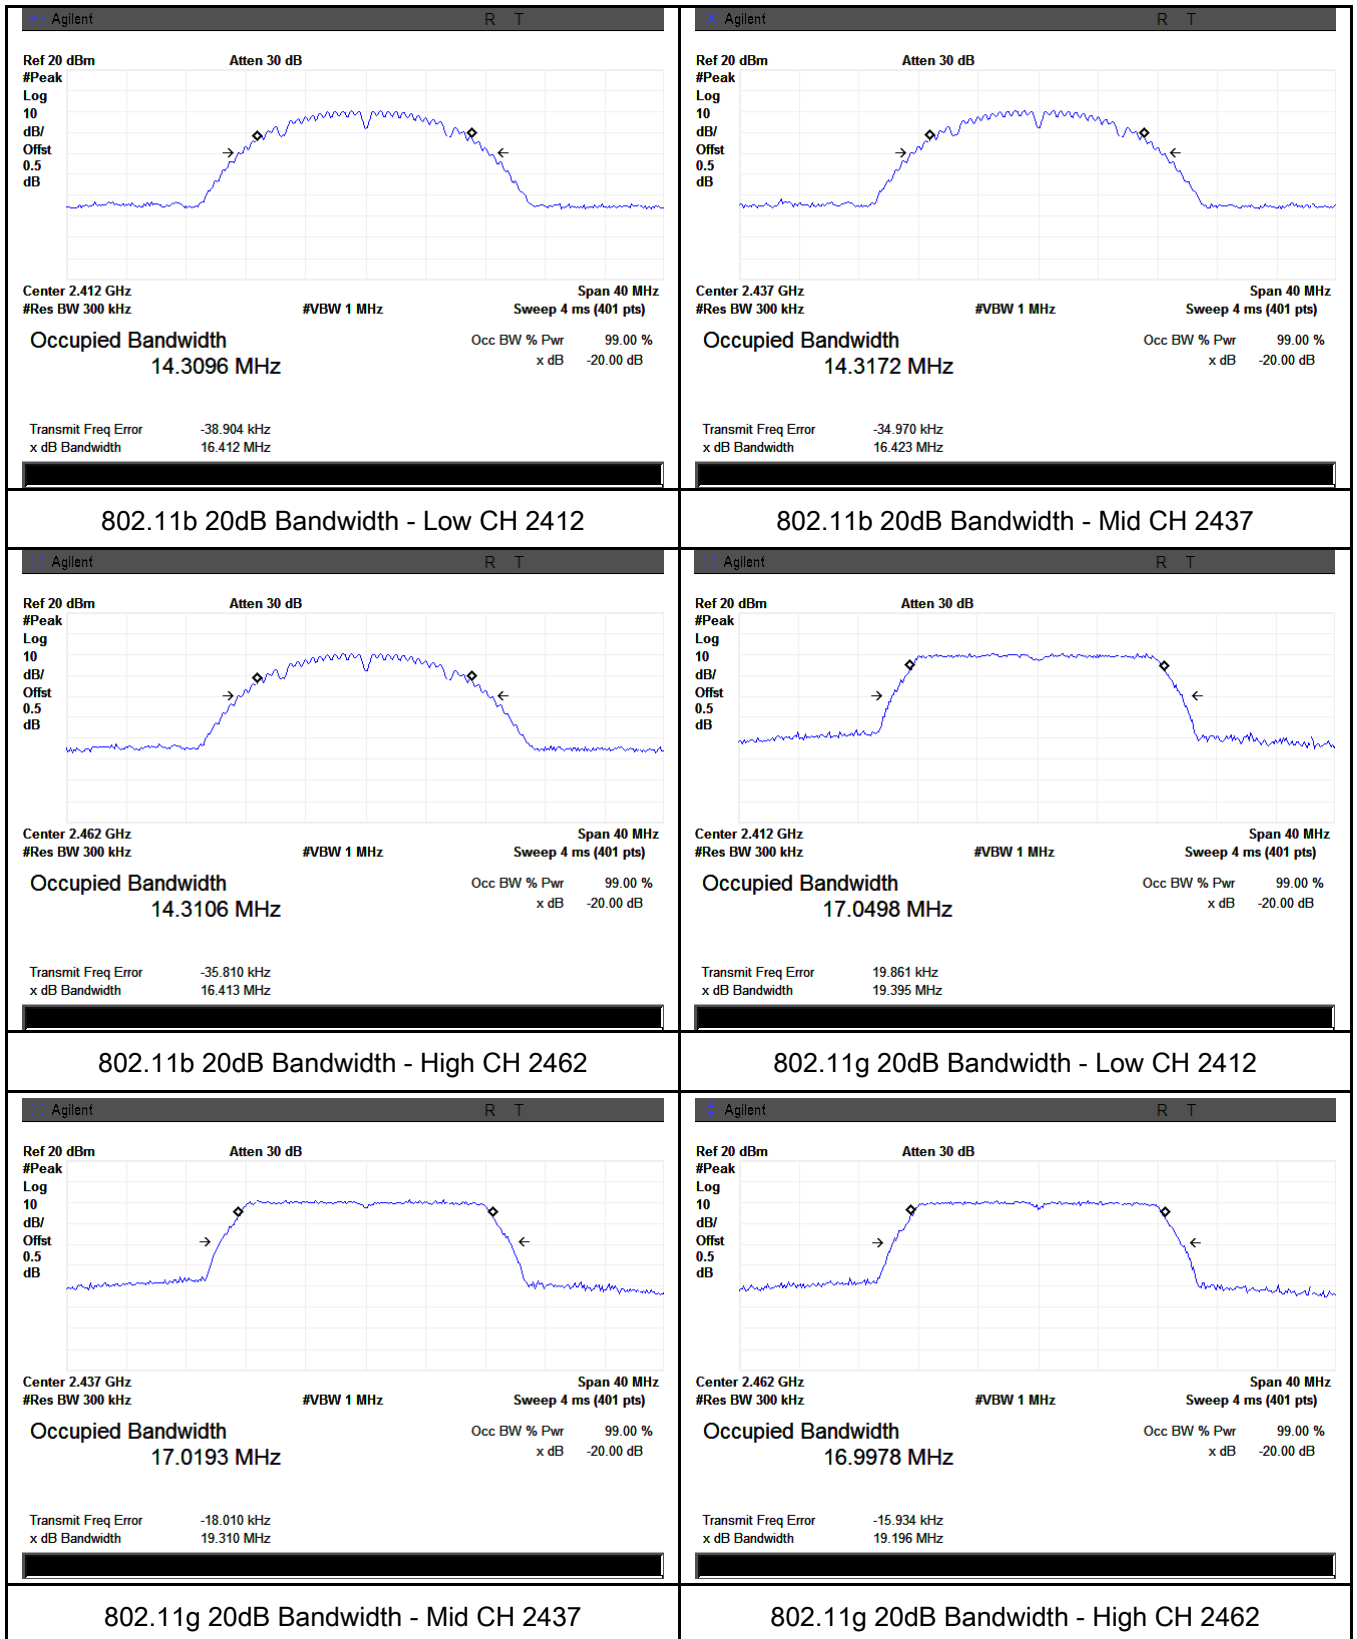 Agilent R T
Ref 20 dBm Atten 30 dB
#Peak
Log
10
dB/
Offst
0.5
dB
Center 2.412 GHz Span 40 MHz
#Res BW 300 kHz #VBW 1 MHz Sweep 4 ms (401 pts)
Occupied Bandwidth Occ BW % Pwr 99.00 %
14.3096 MHz x dB -20.00 dB
Transmit Freq Error -38.904 kHz
x dB Bandwidth 16.412 MHz
802.11b 20dB Bandwidth - Low CH 2412
Agilent R T
Ref 20 dBm Atten 30 dB
#Peak
Log
10
dB/
Offst
0.5
dB
Center 2.437 GHz Span 40 MHz
#Res BW 300 kHz #VBW 1 MHz Sweep 4 ms (401 pts)
Occupied Bandwidth Occ BW % Pwr 99.00 %
14.3172 MHz x dB -20.00 dB
Transmit Freq Error -34.970 kHz
x dB Bandwidth 16.423 MHz
802.11b 20dB Bandwidth - Mid CH 2437
Agilent R T
Ref 20 dBm Atten 30 dB
#Peak
Log
10
dB/
Offst
0.5
dB
Center 2.462 GHz Span 40 MHz
#Res BW 300 kHz #VBW 1 MHz Sweep 4 ms (401 pts)
Occupied Bandwidth Occ BW % Pwr 99.00 %
14.3106 MHz x dB -20.00 dB
Transmit Freq Error -35.810 kHz
x dB Bandwidth 16.413 MHz
802.11b 20dB Bandwidth - High CH 2462
Agilent R T
Ref 20 dBm Atten 30 dB
#Peak
Log
10
dB/
Offst
0.5
dB
Center 2.412 GHz Span 40 MHz
#Res BW 300 kHz #VBW 1 MHz Sweep 4 ms (401 pts)
Occupied Bandwidth Occ BW % Pwr 99.00 %
17.0498 MHz x dB -20.00 dB
Transmit Freq Error 19.861 kHz
x dB Bandwidth 19.395 MHz
802.11g 20dB Bandwidth - Low CH 2412
Agilent R T
Ref 20 dBm Atten 30 dB
#Peak
Log
10
dB/
Offst
0.5
dB
Center 2.437 GHz Span 40 MHz
#Res BW 300 kHz #VBW 1 MHz Sweep 4 ms (401 pts)
Occupied Bandwidth Occ BW % Pwr 99.00 %
17.0193 MHz x dB -20.00 dB
Transmit Freq Error -18.010 kHz
x dB Bandwidth 19.310 MHz
802.11g 20dB Bandwidth - Mid CH 2437
Agilent R T
Ref 20 dBm Atten 30 dB
#Peak
Log
10
dB/
Offst
0.5
dB
Center 2.462 GHz Span 40 MHz
#Res BW 300 kHz #VBW 1 MHz Sweep 4 ms (401 pts)
Occupied Bandwidth Occ BW % Pwr 99.00 %
16.9978 MHz x dB -20.00 dB
Transmit Freq Error -15.934 kHz
x dB Bandwidth 19.196 MHz
802.11g 20dB Bandwidth - High CH 2462